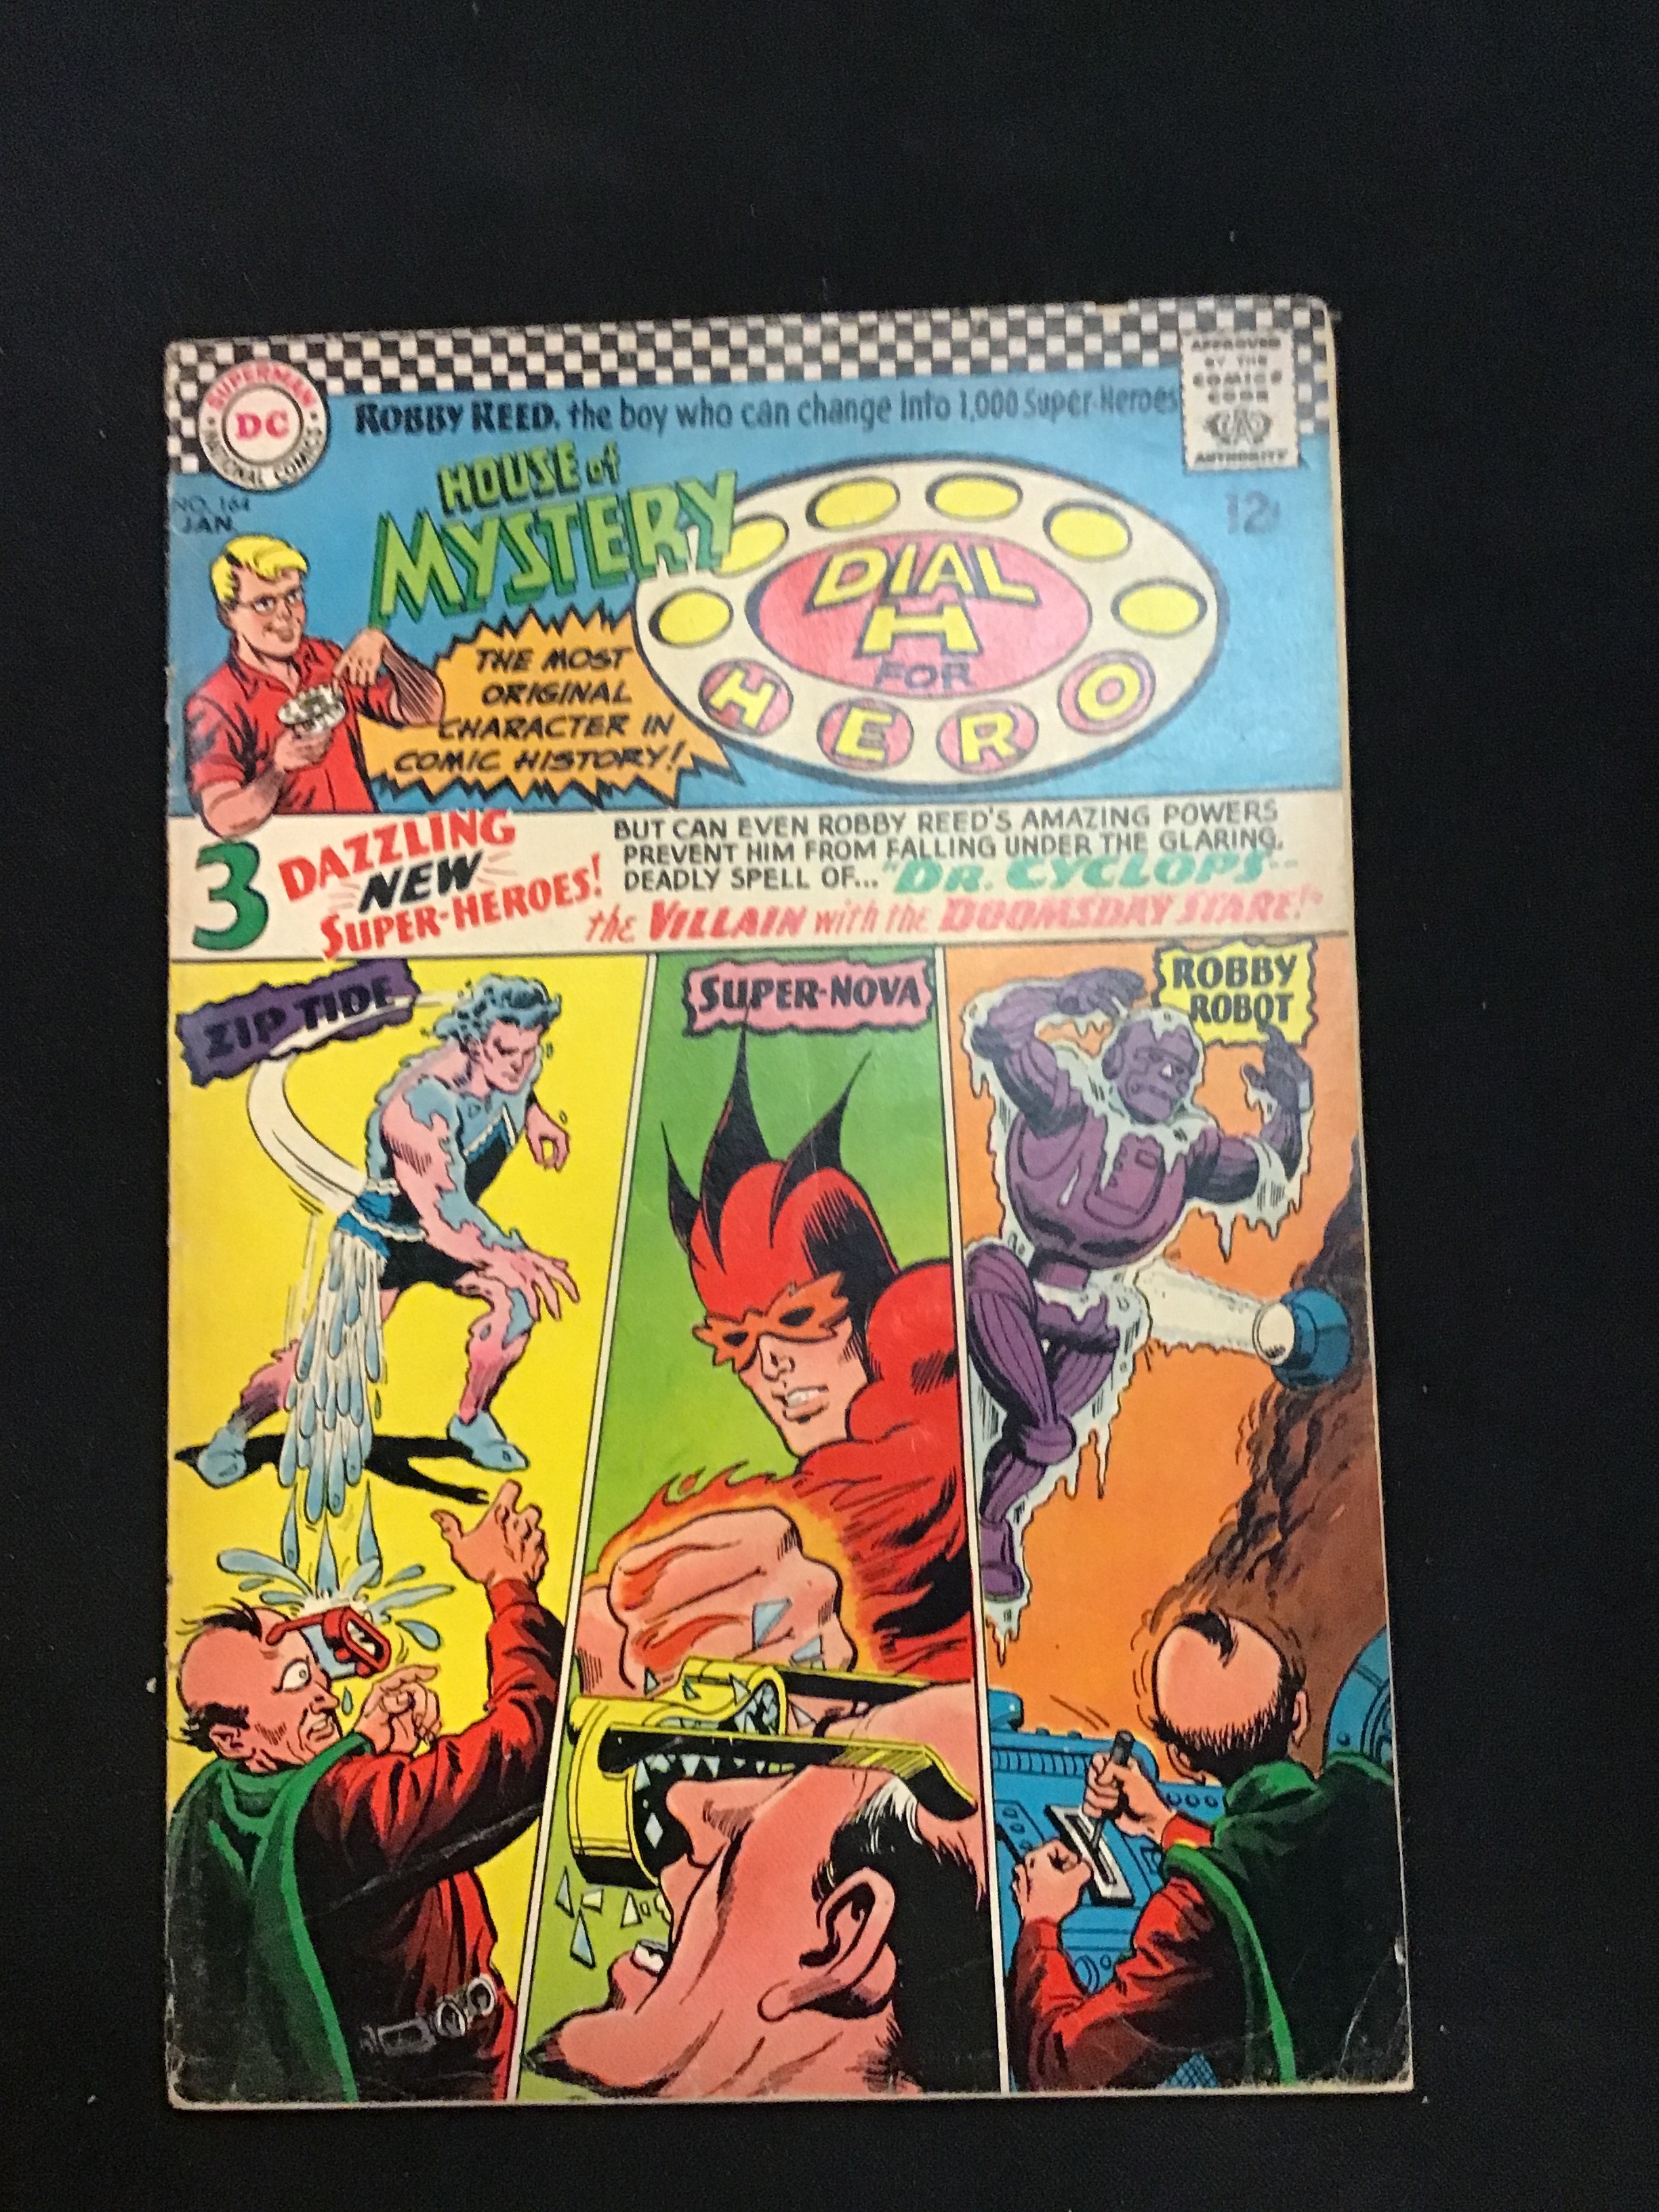 SUPERMAN
DC
NATIONAL COMICS
ROBBY REED, the boy who can change into 1,000 Super-Heroes
APPROVED
BY THE
COMICS
CODE
CA
AUTHORITY
NO. 164
JAN.
HOUSE of
MYSTERY
12¢
DIAL
H
FOR
HERO
THE MOST
ORIGINAL
CHARACTER IN
COMIC HISTORY!
3 DAZZLING
NEW
SUPER-HEROES!
BUT CAN EVEN ROBBY REED'S AMAZING POWERS
PREVENT HIM FROM FALLING UNDER THE GLARING,
DEADLY SPELL OF... "DR. CYCLOPS--
the VILLAIN with the DOOMSDAY STARE!"
ZIP TIDE
SUPER-NOVA
ROBBY
ROBOT